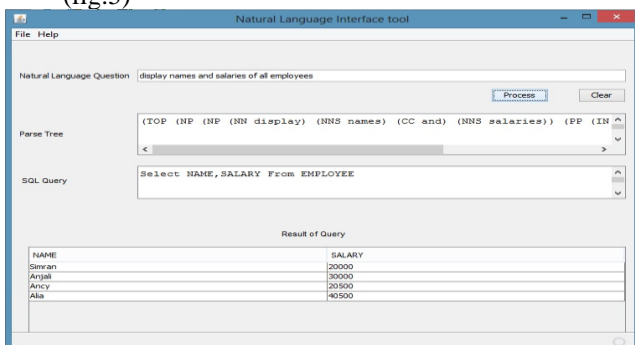 (fig.5)
Natural Language Interface tool
File Help
Natural Language Question display names and salaries of all employees
Process Clear
Parse Tree (TOP (NP (NP (NN display) (NNS names) (CC and) (NNS salaries)) (PP (IN
SQL Query Select NAME,SALARY From EMPLOYEE
Result of Query
NAME SALARY
Simran 20000
Anjali 30000
Ancy 20500
Alia 40500